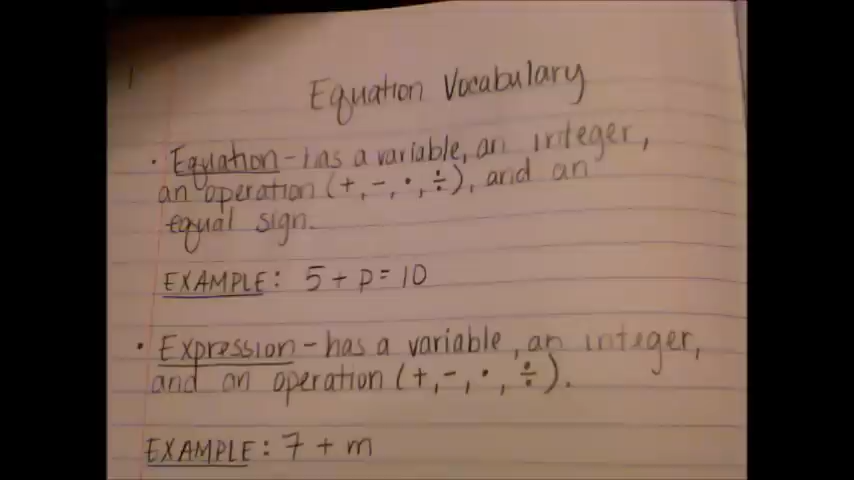 Equation Vocabulary
· Equation - has a variable, an integer,
an operation (+, -, ·, ÷), and an
equal sign.
EXAMPLE: 5 + p = 10
· Expression - has a variable, an integer,
and an operation (+, -, ·, ÷).
EXAMPLE: 7 + m